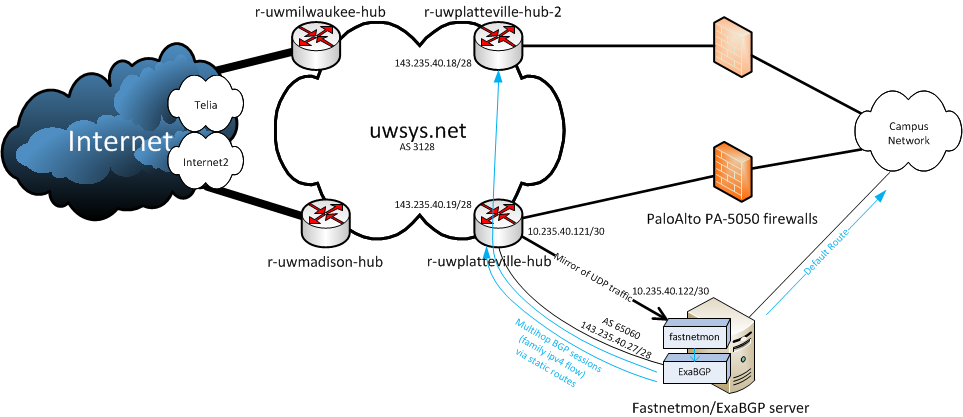 r-uwmilwaukee-hub
r-uwplatteville-hub-2
143.235.40.18/28
Telia
Internet
Internet2
uwsys.net
AS 3128
Campus
Network
143.235.40.19/28
10.235.40.121/30
PaloAlto PA-5050 firewalls
r-uwmadison-hub
r-uwplatteville-hub
Mirror of UDP traffic
10.235.40.122/30
Default Route
AS 65060
143.235.40.27/28
fastnetmon
Multihop BGP sessions
(family ipv4 flow)
via static routes
ExaBGP
Fastnetmon/ExaBGP server